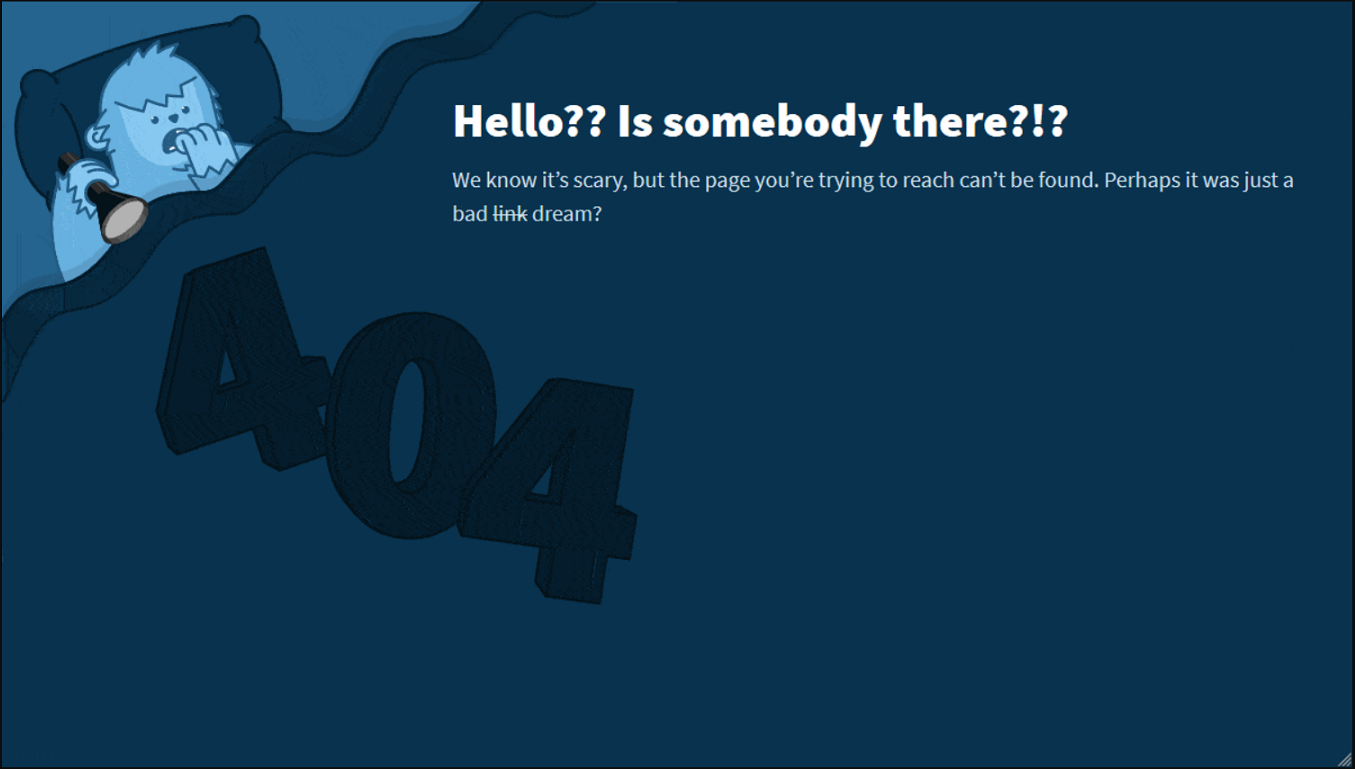 Hello?? Is somebody there?!?
We know it’s scary, but the page you’re trying to reach can’t be found. Perhaps it was just a
bad link dream?
404